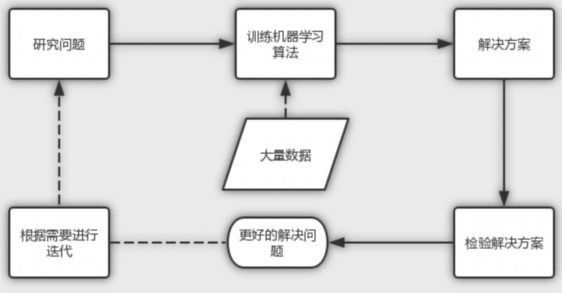 研究问题
训练机器学习
算法
解决方案
大量数据
根据需要进行
迭代
更好的解决问
题
检验解决方案